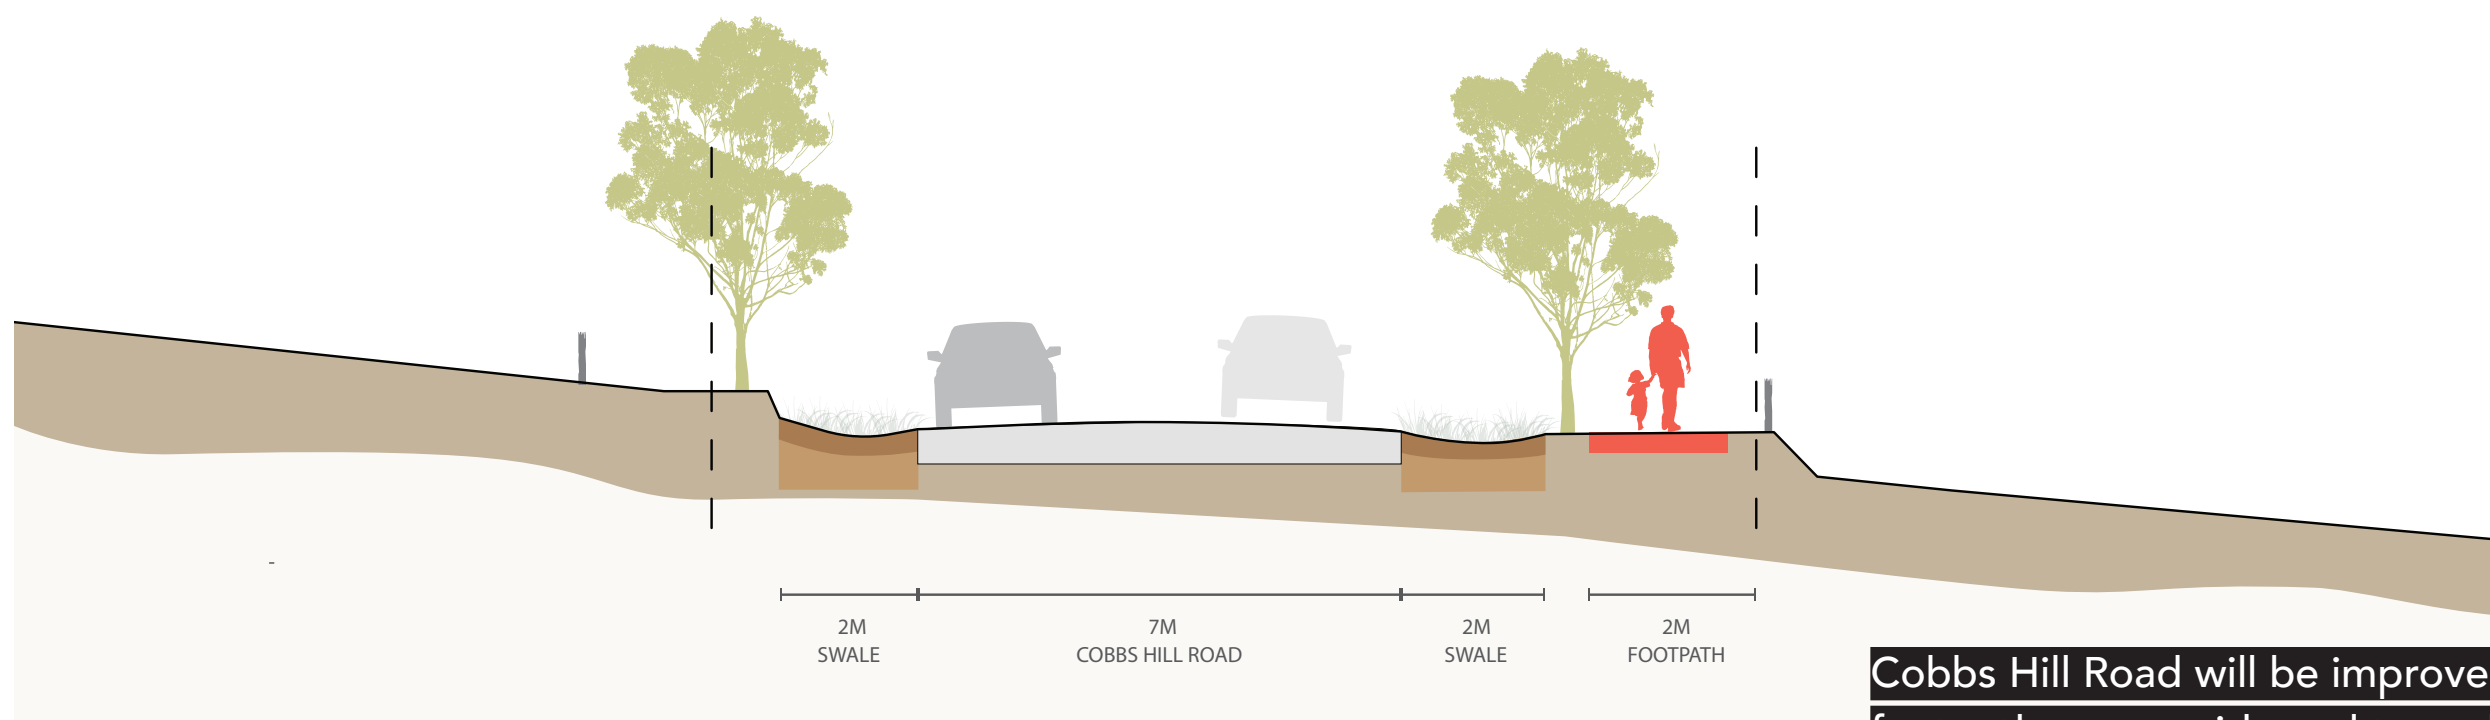 2M
SWALE
7M
COBBS HILL ROAD
2M
SWALE
2M
FOOTPATH
Cobbs Hill Road will be improve